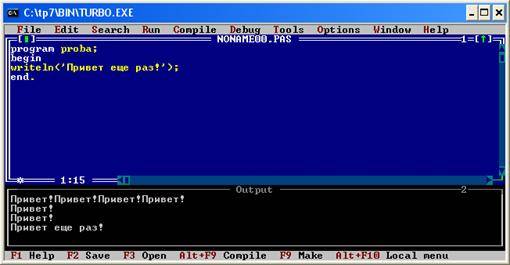 C:\tp7\BIN\TURBO.EXE
File Edit Search Run Compile Debug Tools Options Window Help
NONAME00.PAS 1
program proba;
begin
writeln('Привет еще раз!');
end.
1:15
Output 2
Привет!Привет!Привет!Привет!
Привет!
Привет!
Привет еще раз!
F1 Help F2 Save F3 Open Alt+F9 Compile F9 Make Alt+F10 Local menu